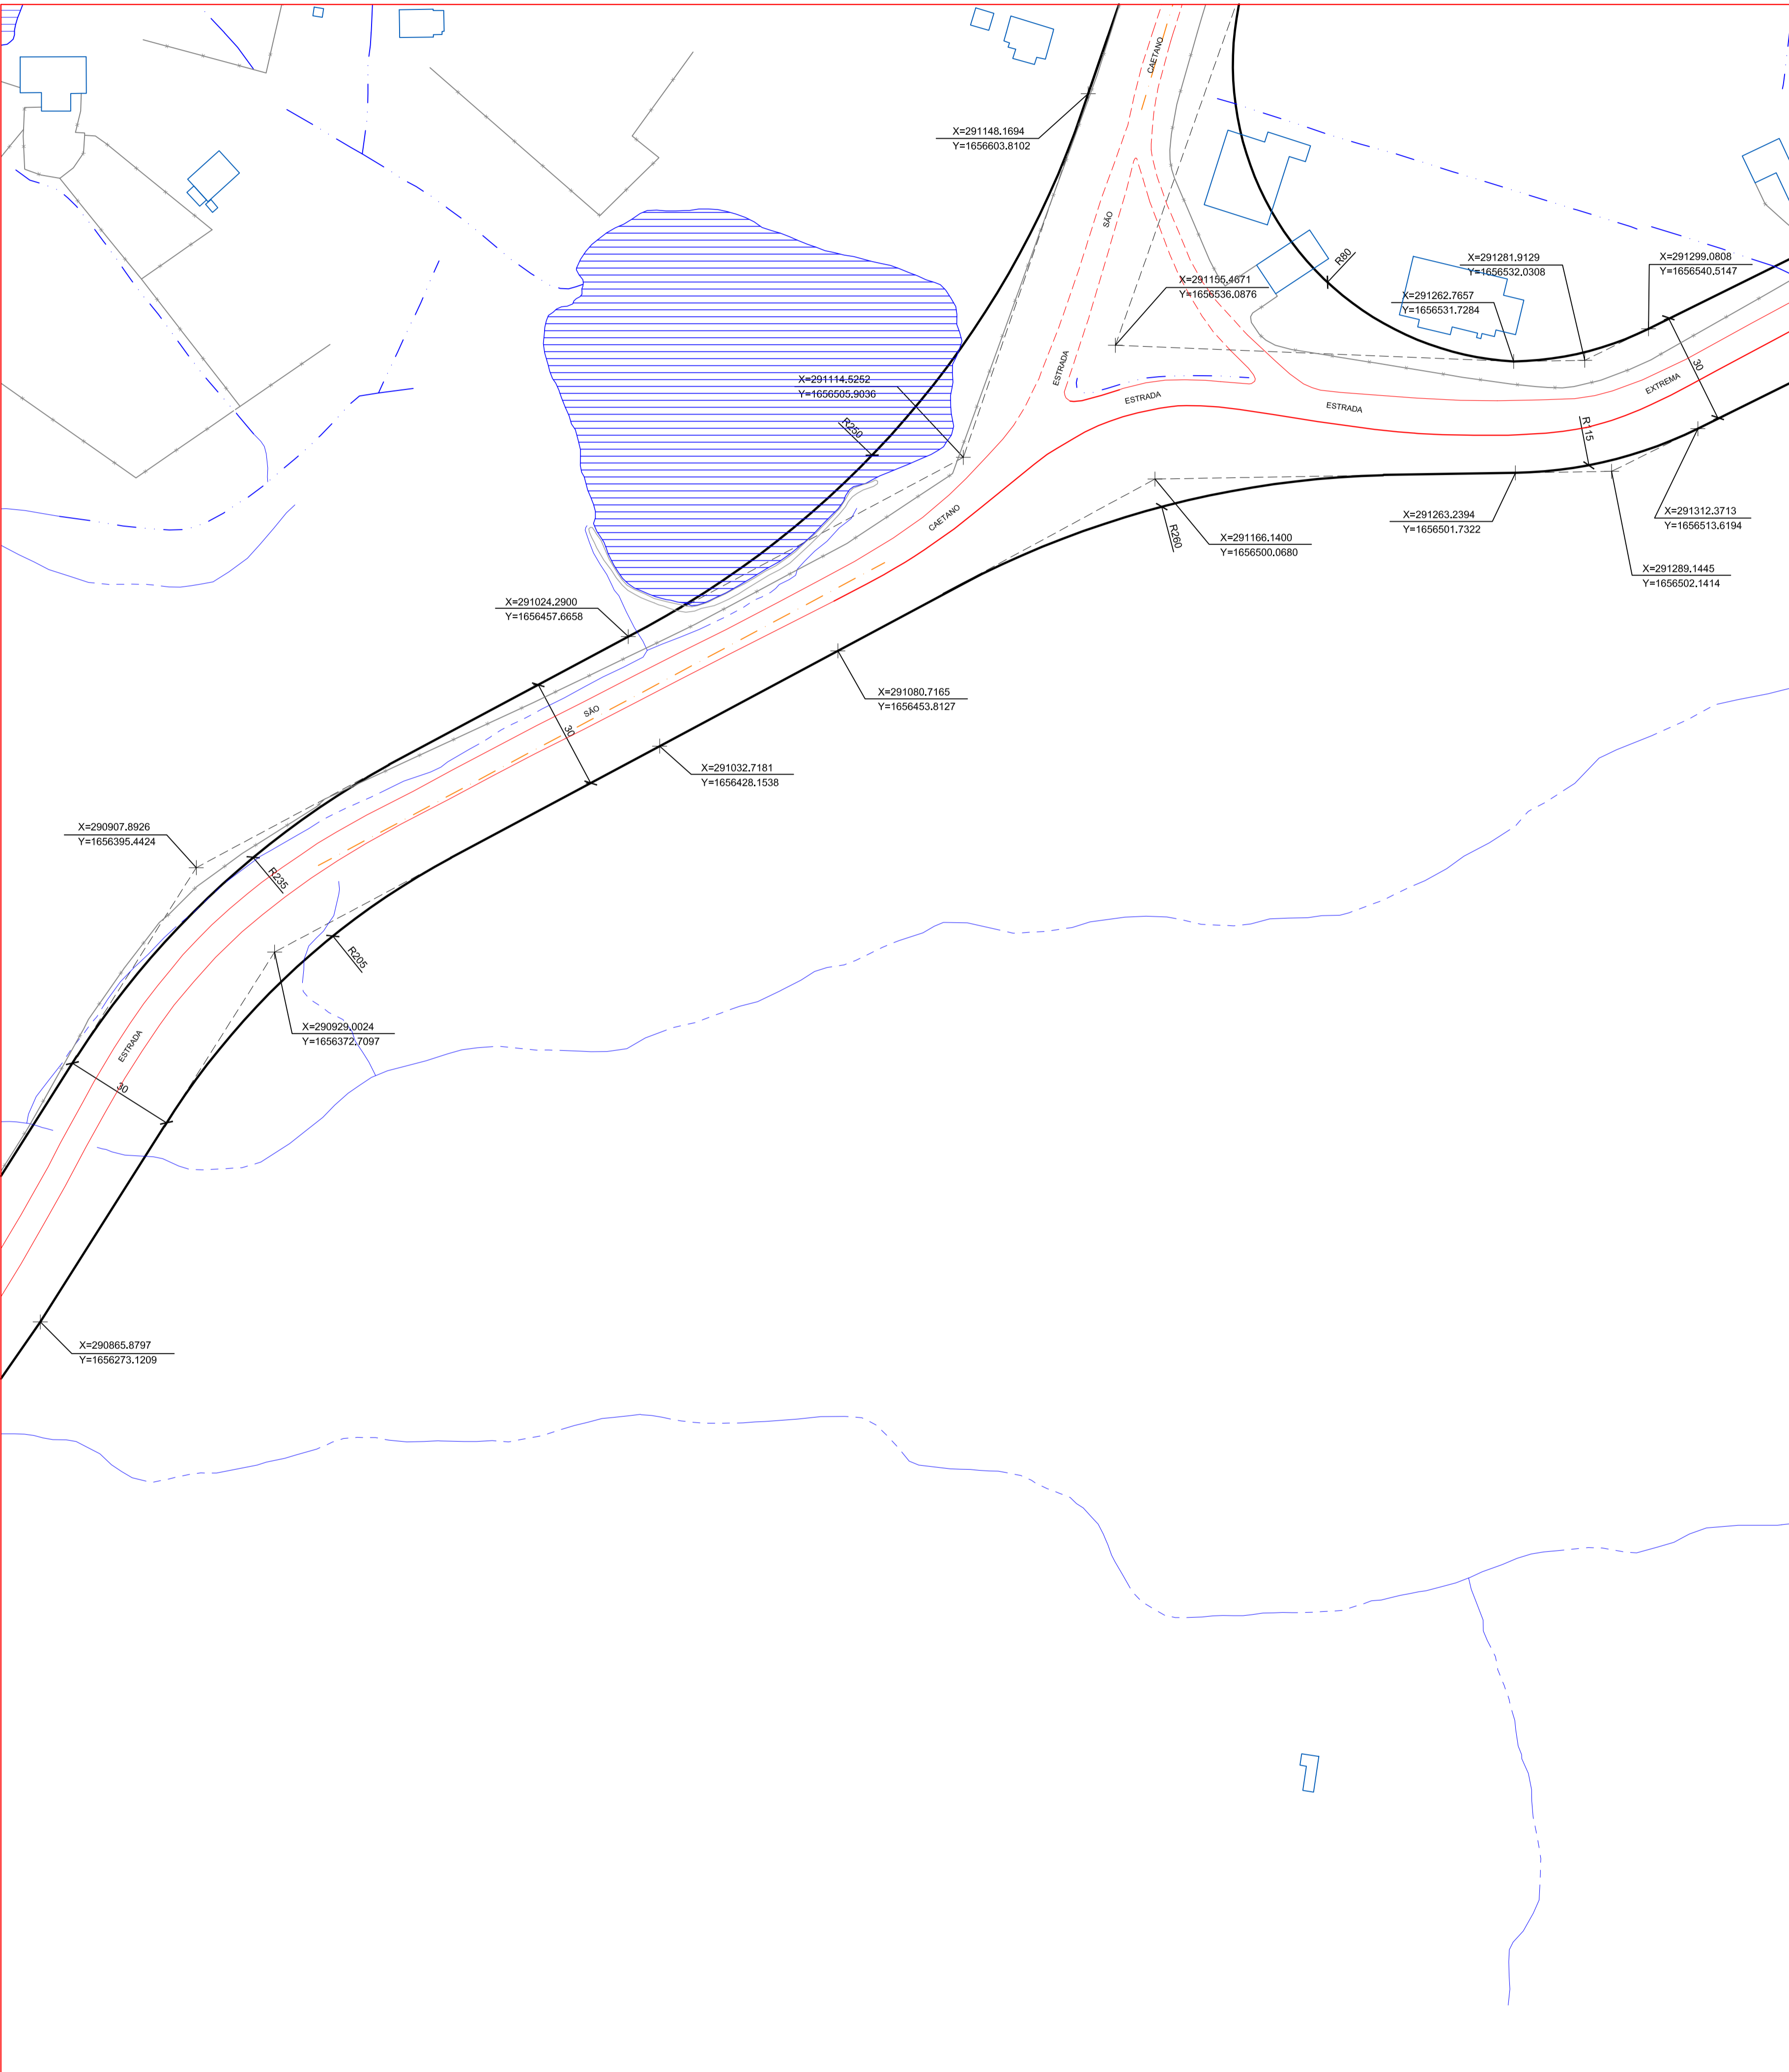 CAETANO
X=291148.1694
Y=1656603.8102
SÃO
R80
X=291281.9129
Y=1656532.0308
X=291299.0808
Y=1656540.5147
X=291155.4671
Y=1656536.0876
X=291262.7657
Y=1656531.7284
ESTRADA
30
X=291114.5252
Y=1656505.9036
EXTREMA
ESTRADA
ESTRADA
R250
R115
CAETANO
X=291263.2394
Y=1656501.7322
X=291312.3713
Y=1656513.6194
R260
X=291166.1400
Y=1656500.0680
X=291289.1445
Y=1656502.1414
X=291024.2900
Y=1656457.6658
X=291080.7165
Y=1656453.8127
SÃO
30
X=291032.7181
Y=1656428.1538
X=290907.8926
Y=1656395.4424
R235
R205
X=290929.0024
Y=1656372.7097
ESTRADA
30
X=290865.8797
Y=1656273.1209